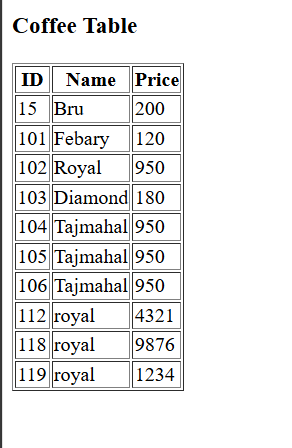 Coffee Table
ID Name Price
15 Bru 200
101 Febary 120
102 Royal 950
103 Diamond 180
104 Tajmahal 950
105 Tajmahal 950
106 Tajmahal 950
112 royal 4321
118 royal 9876
119 royal 1234